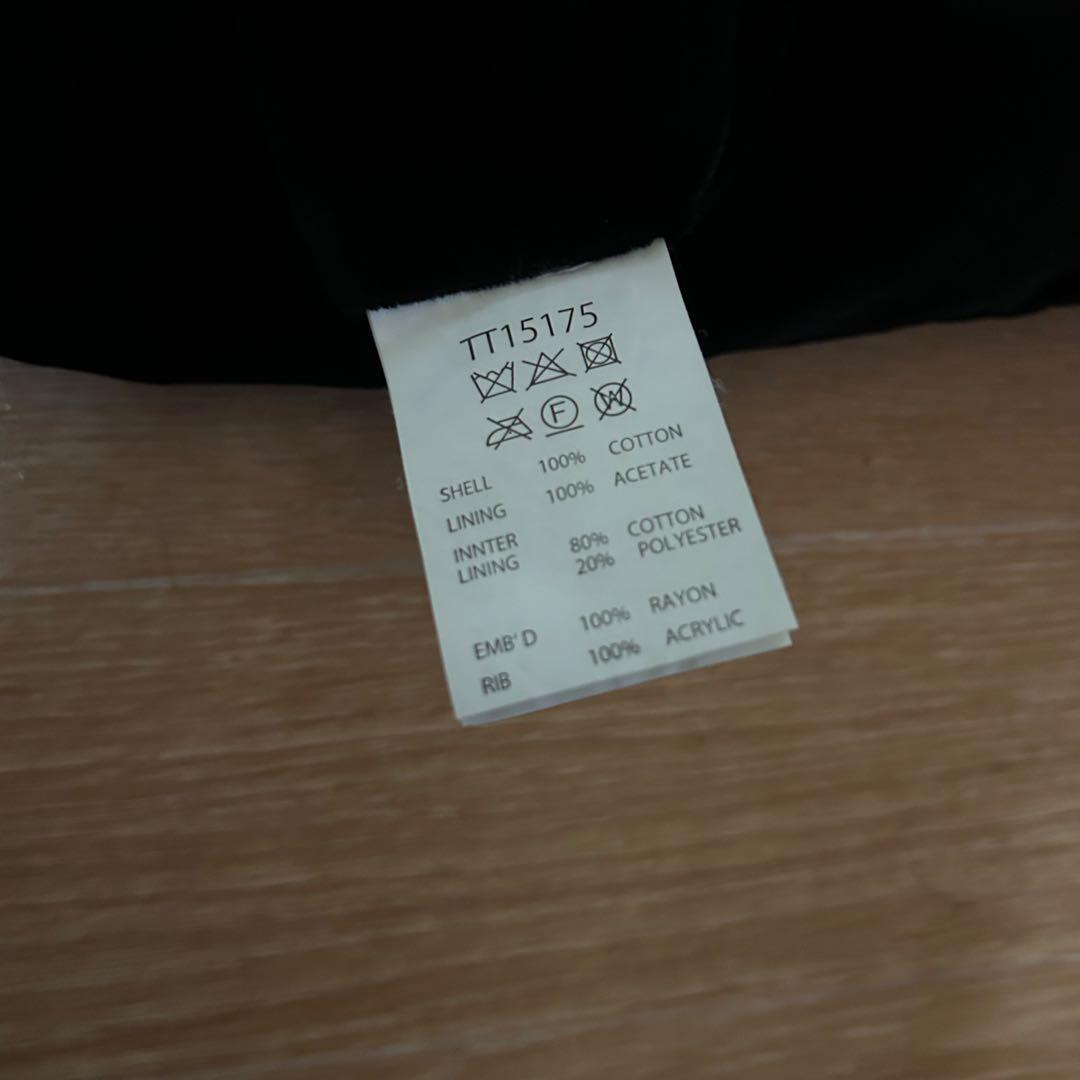 TT15175
F W
SHELL 100% COTTON
LINING 100% ACETATE
INNTER
LINING 80% COTTON
20% POLYESTER
EMB' D 100% RAYON
RIB 100% ACRYLIC